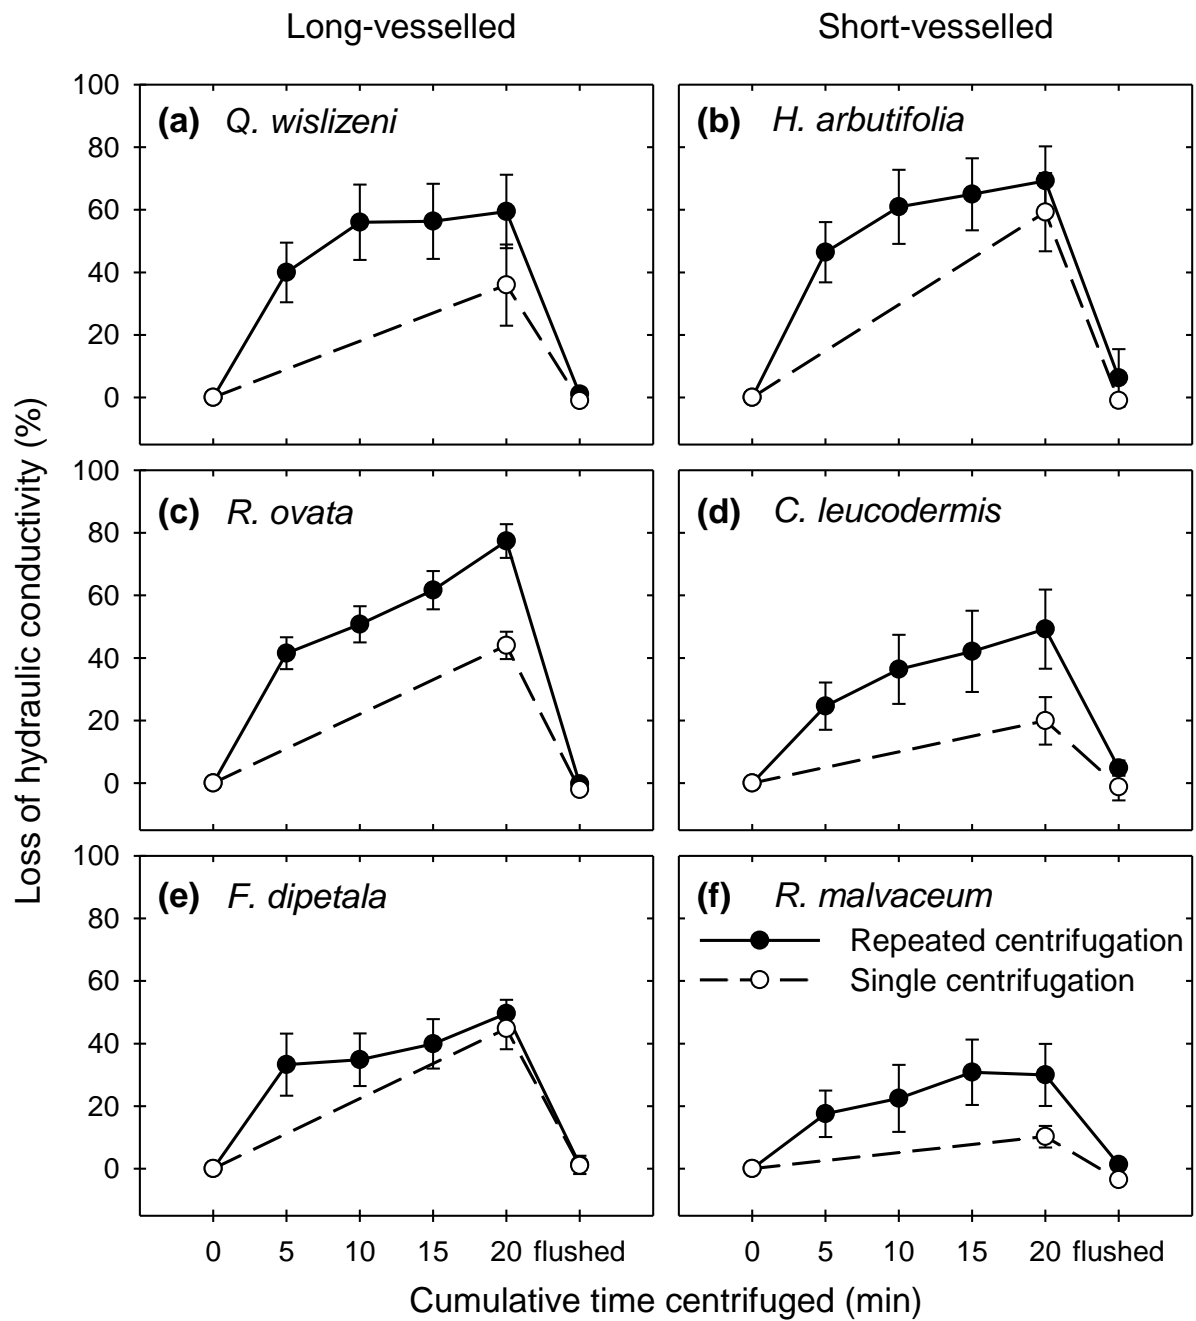 Long-vesselled Short-vesselled
100
80
60
40
20
0
(a) Q. wislizeni
(b) H. arbutifolia
100
80
60
40
20
0
(c) R. ovata
(d) C. leucodermis
100
80
60
40
20
0
(e) F. dipetala
(f) R. malvaceum
Repeated centrifugation
Single centrifugation
Loss of hydraulic conductivity (%)
0 5 10 15 20 flushed 0 5 10 15 20 flushed
Cumulative time centrifuged (min)